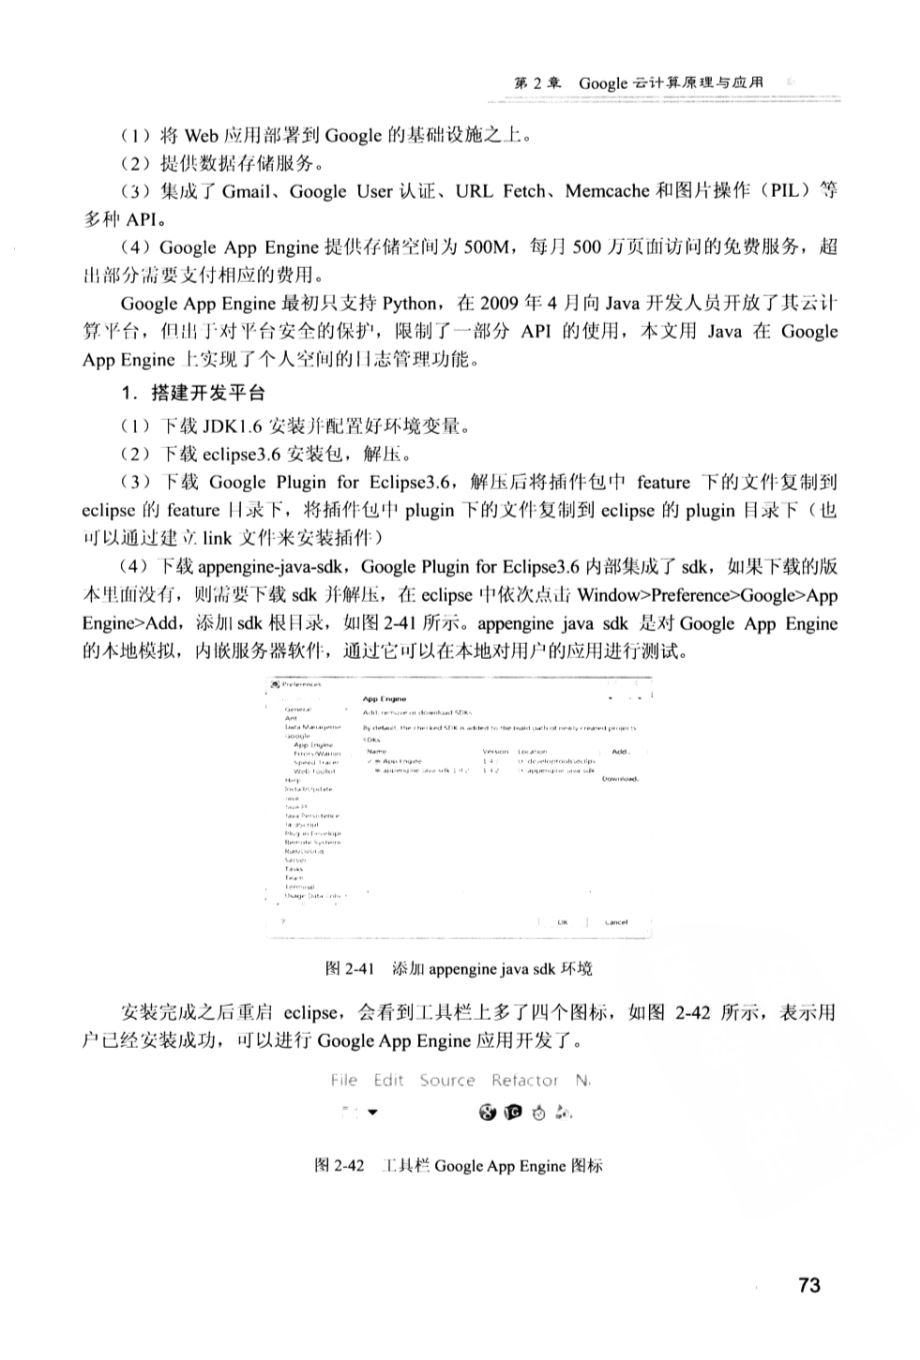 第 2 章 Google 云计算原理与应用
（1）将 Web 应用部署到 Google 的基础设施之上。
（2）提供数据存储服务。
（3）集成了 Gmail、Google User 认证、URL Fetch、Memcache 和图片操作（PIL）等
多种 API。
（4）Google App Engine 提供存储空间为 500M，每月 500 万页面访问的免费服务，超
出部分需要支付相应的费用。
Google App Engine 最初只支持 Python，在 2009 年 4 月向 Java 开发人员开放了其云计
算平台，但出于对平台安全的保护，限制了一部分 API 的使用，本文用 Java 在 Google
App Engine 上实现了个人空间的日志管理功能。
1．搭建开发平台
（1）下载 JDK1.6 安装并配置好环境变量。
（2）下载 eclipse3.6 安装包，解压。
（3）下载 Google Plugin for Eclipse3.6，解压后将插件包中 feature 下的文件复制到
eclipse 的 feature 目录下，将插件包中 plugin 下的文件复制到 eclipse 的 plugin 目录下（也
可以通过建立 link 文件来安装插件）
（4）下载 appengine-java-sdk，Google Plugin for Eclipse3.6 内部集成了 sdk，如果下载的版
本里面没有，则需要下载 sdk 并解压，在 eclipse 中依次点击 Window>Preference>Google>App
Engine>Add，添加 sdk 根目录，如图 2-41 所示。appengine java sdk 是对 Google App Engine
的本地模拟，内嵌服务器软件，通过它可以在本地对用户的应用进行测试。
Preferences
App Engine
General
Add, remove or download SDKs
Ant
Data Manageme
By default, the checked SDK is added to the build path of newly created projects
Google
SDKs
App Engine
Name Version Location Add.
Errors/Warnin
Speed Tracer
Web Toolkit
Help
Download.
Install/Update
Java
Java Persistence
JavaScript
Plug-in Develop
Remote Systems
Server
Tasks
Team
Terminal
Usage Data
OK Cancel
图 2-41 添加 appengine java sdk 环境
安装完成之后重启 eclipse，会看到工具栏上多了四个图标，如图 2-42 所示，表示用
户已经安装成功，可以进行 Google App Engine 应用开发了。
File Edit Source Refactor N
图 2-42 工具栏 Google App Engine 图标
73